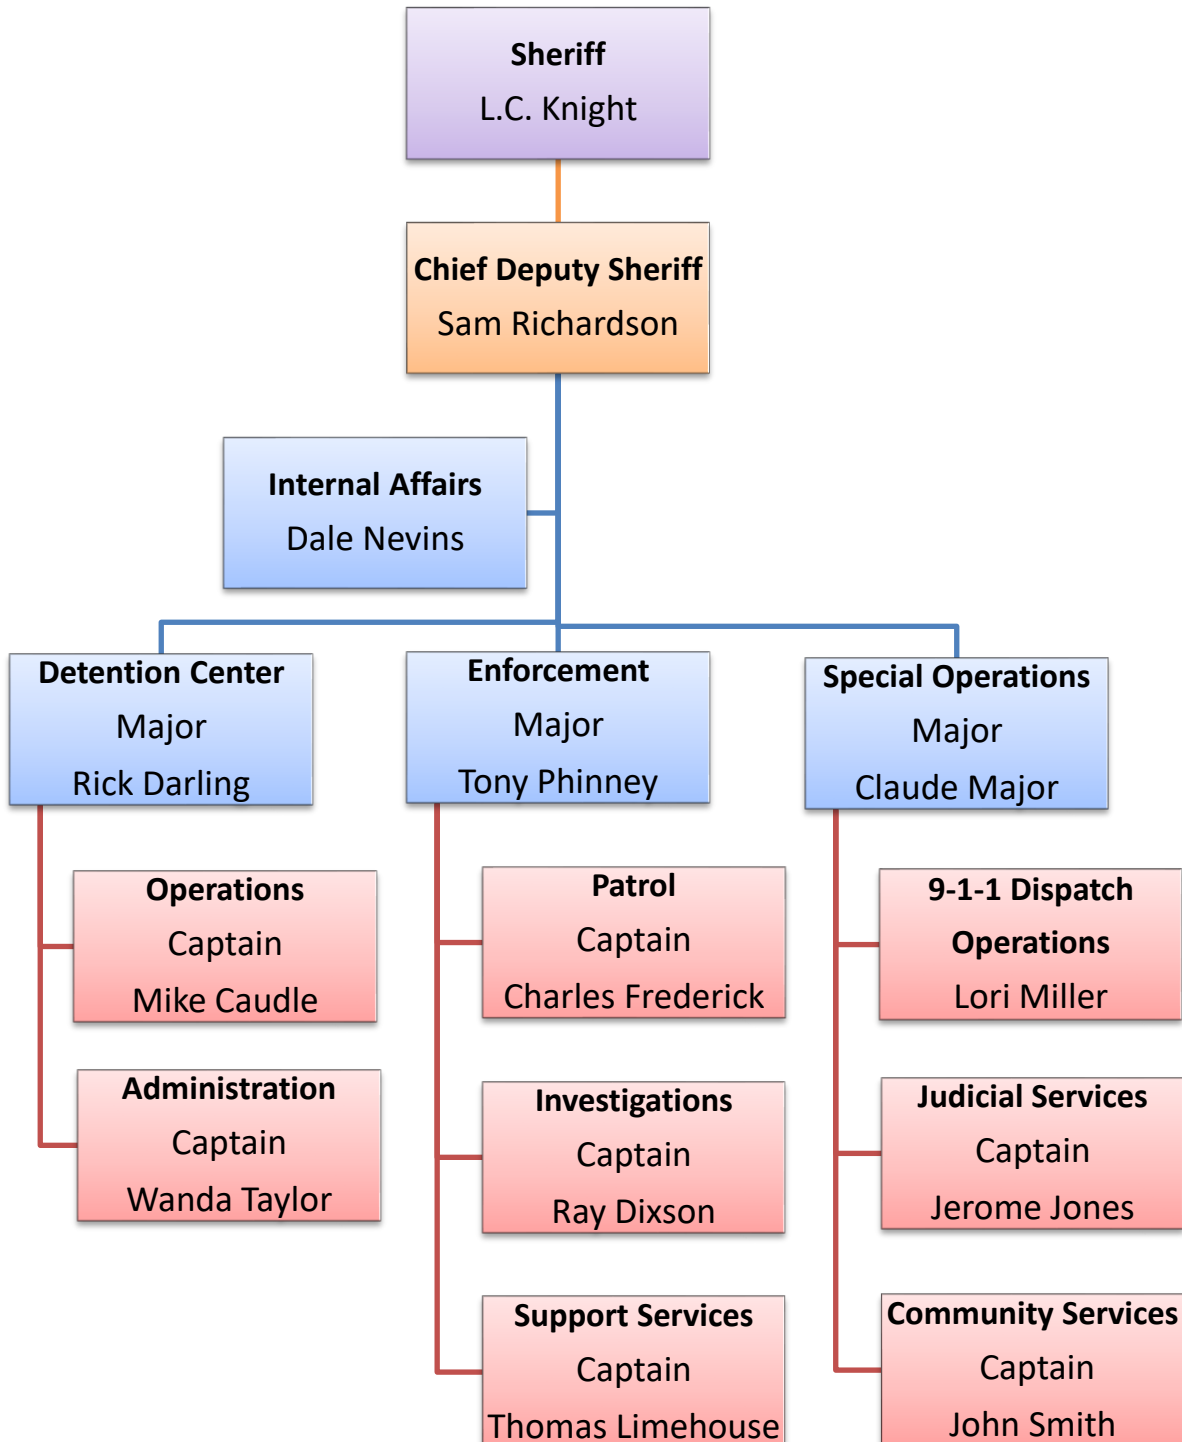 Sheriff
L.C. Knight
Chief Deputy Sheriff
Sam Richardson
Internal Affairs
Dale Nevins
Detention Center
Major
Rick Darling
Operations
Captain
Mike Caudle
Administration
Captain
Wanda Taylor
Enforcement
Major
Tony Phinney
Patrol
Captain
Charles Frederick
Investigations
Captain
Ray Dixson
Support Services
Captain
Thomas Limehouse
Special Operations
Major
Claude Major
9-1-1 Dispatch
Operations
Lori Miller
Judicial Services
Captain
Jerome Jones
Community Services
Captain
John Smith